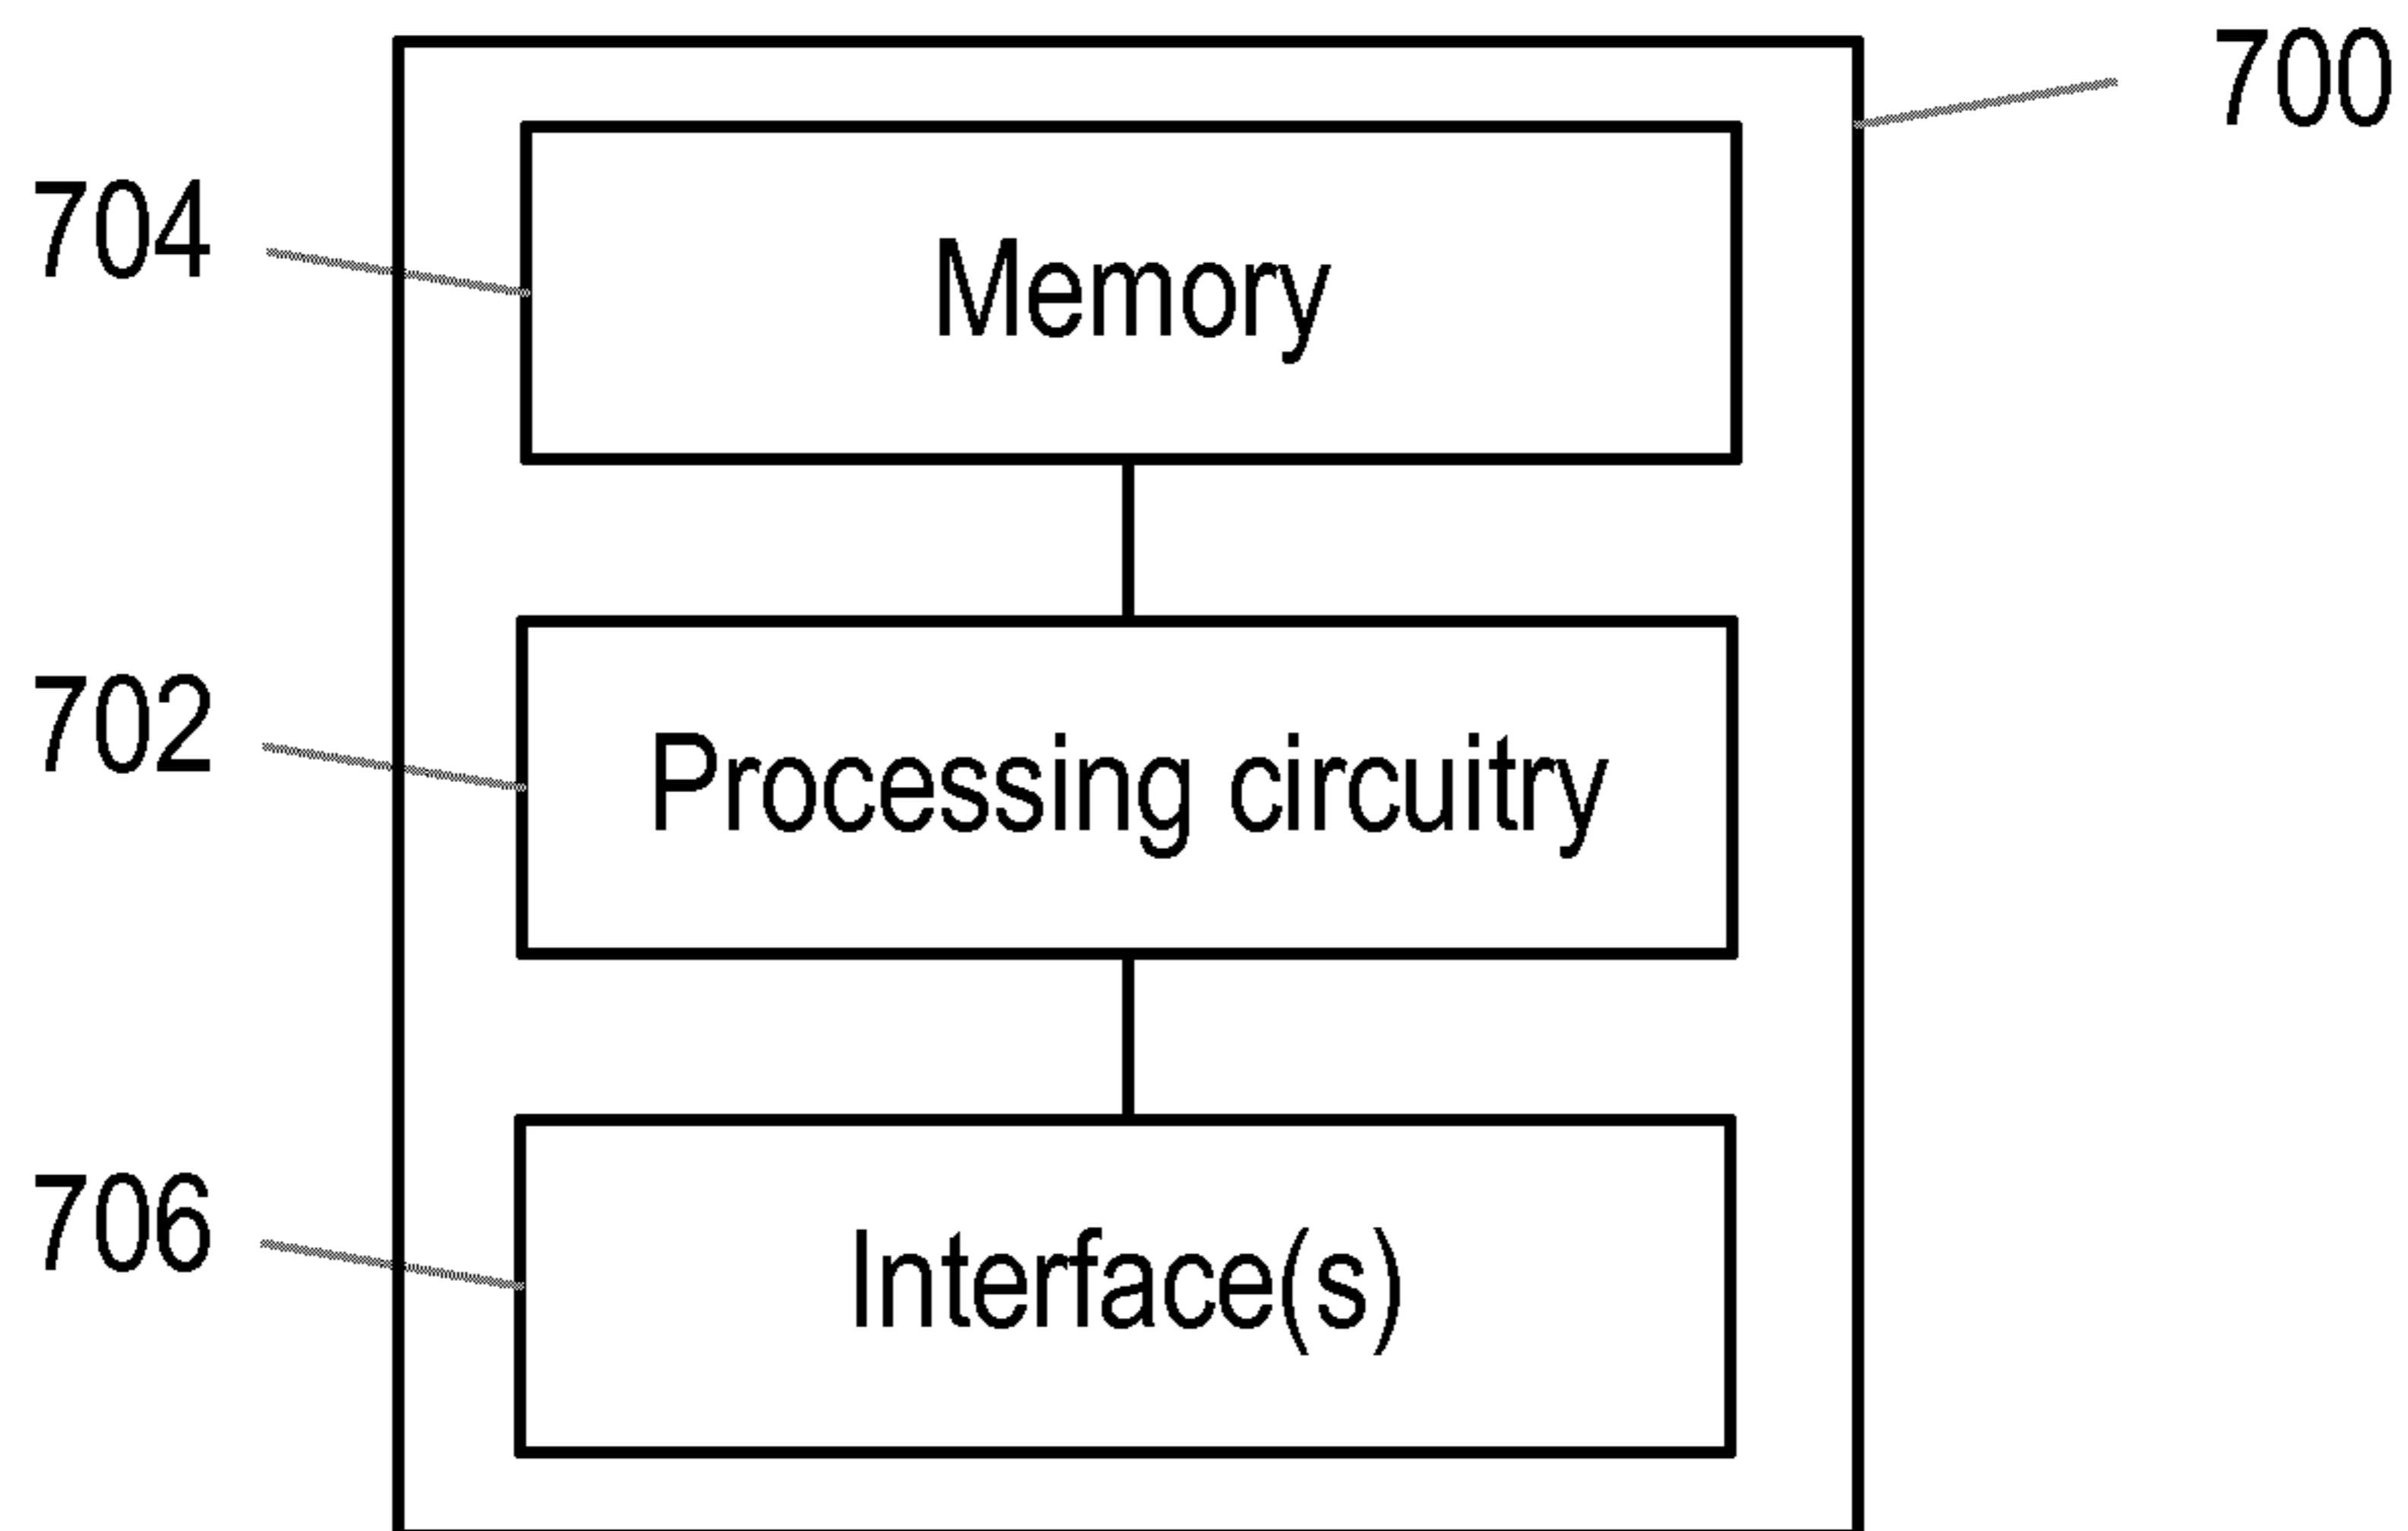 700
704
Memory
702
Processing circuitry
706
Interface(s)